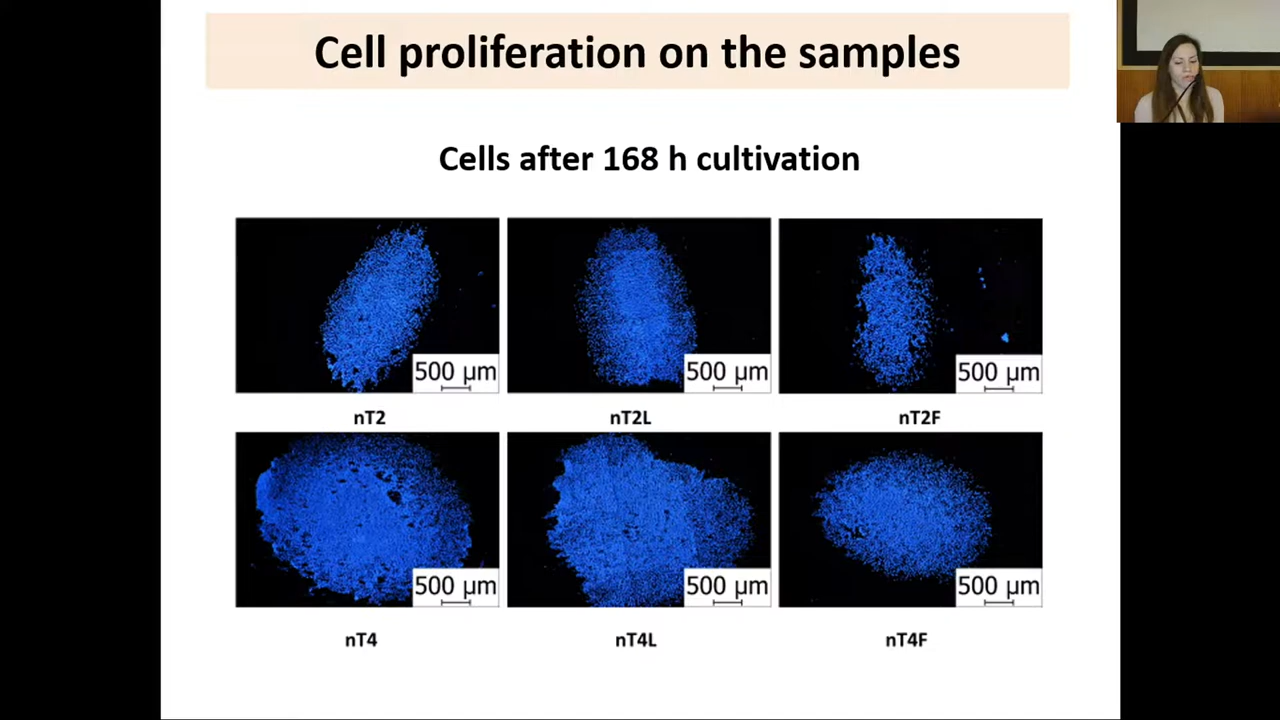 Cell proliferation on the samples
Cells after 168 h cultivation
500 µm
500 µm
500 µm
nT2
nT2L
nT2F
500 µm
500 µm
500 µm
nT4
nT4L
nT4F